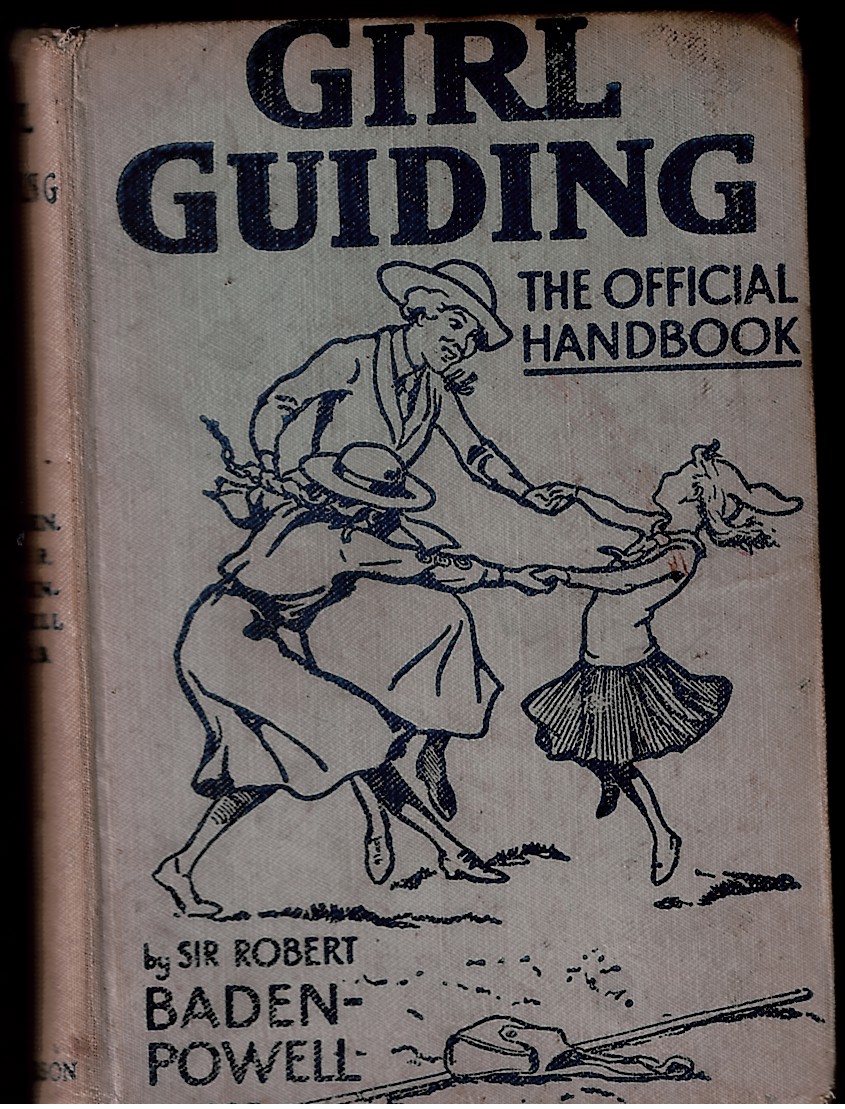 GIRL
GUIDING
THE OFFICIAL
HANDBOOK
by SIR ROBERT
BADEN-
POWELL